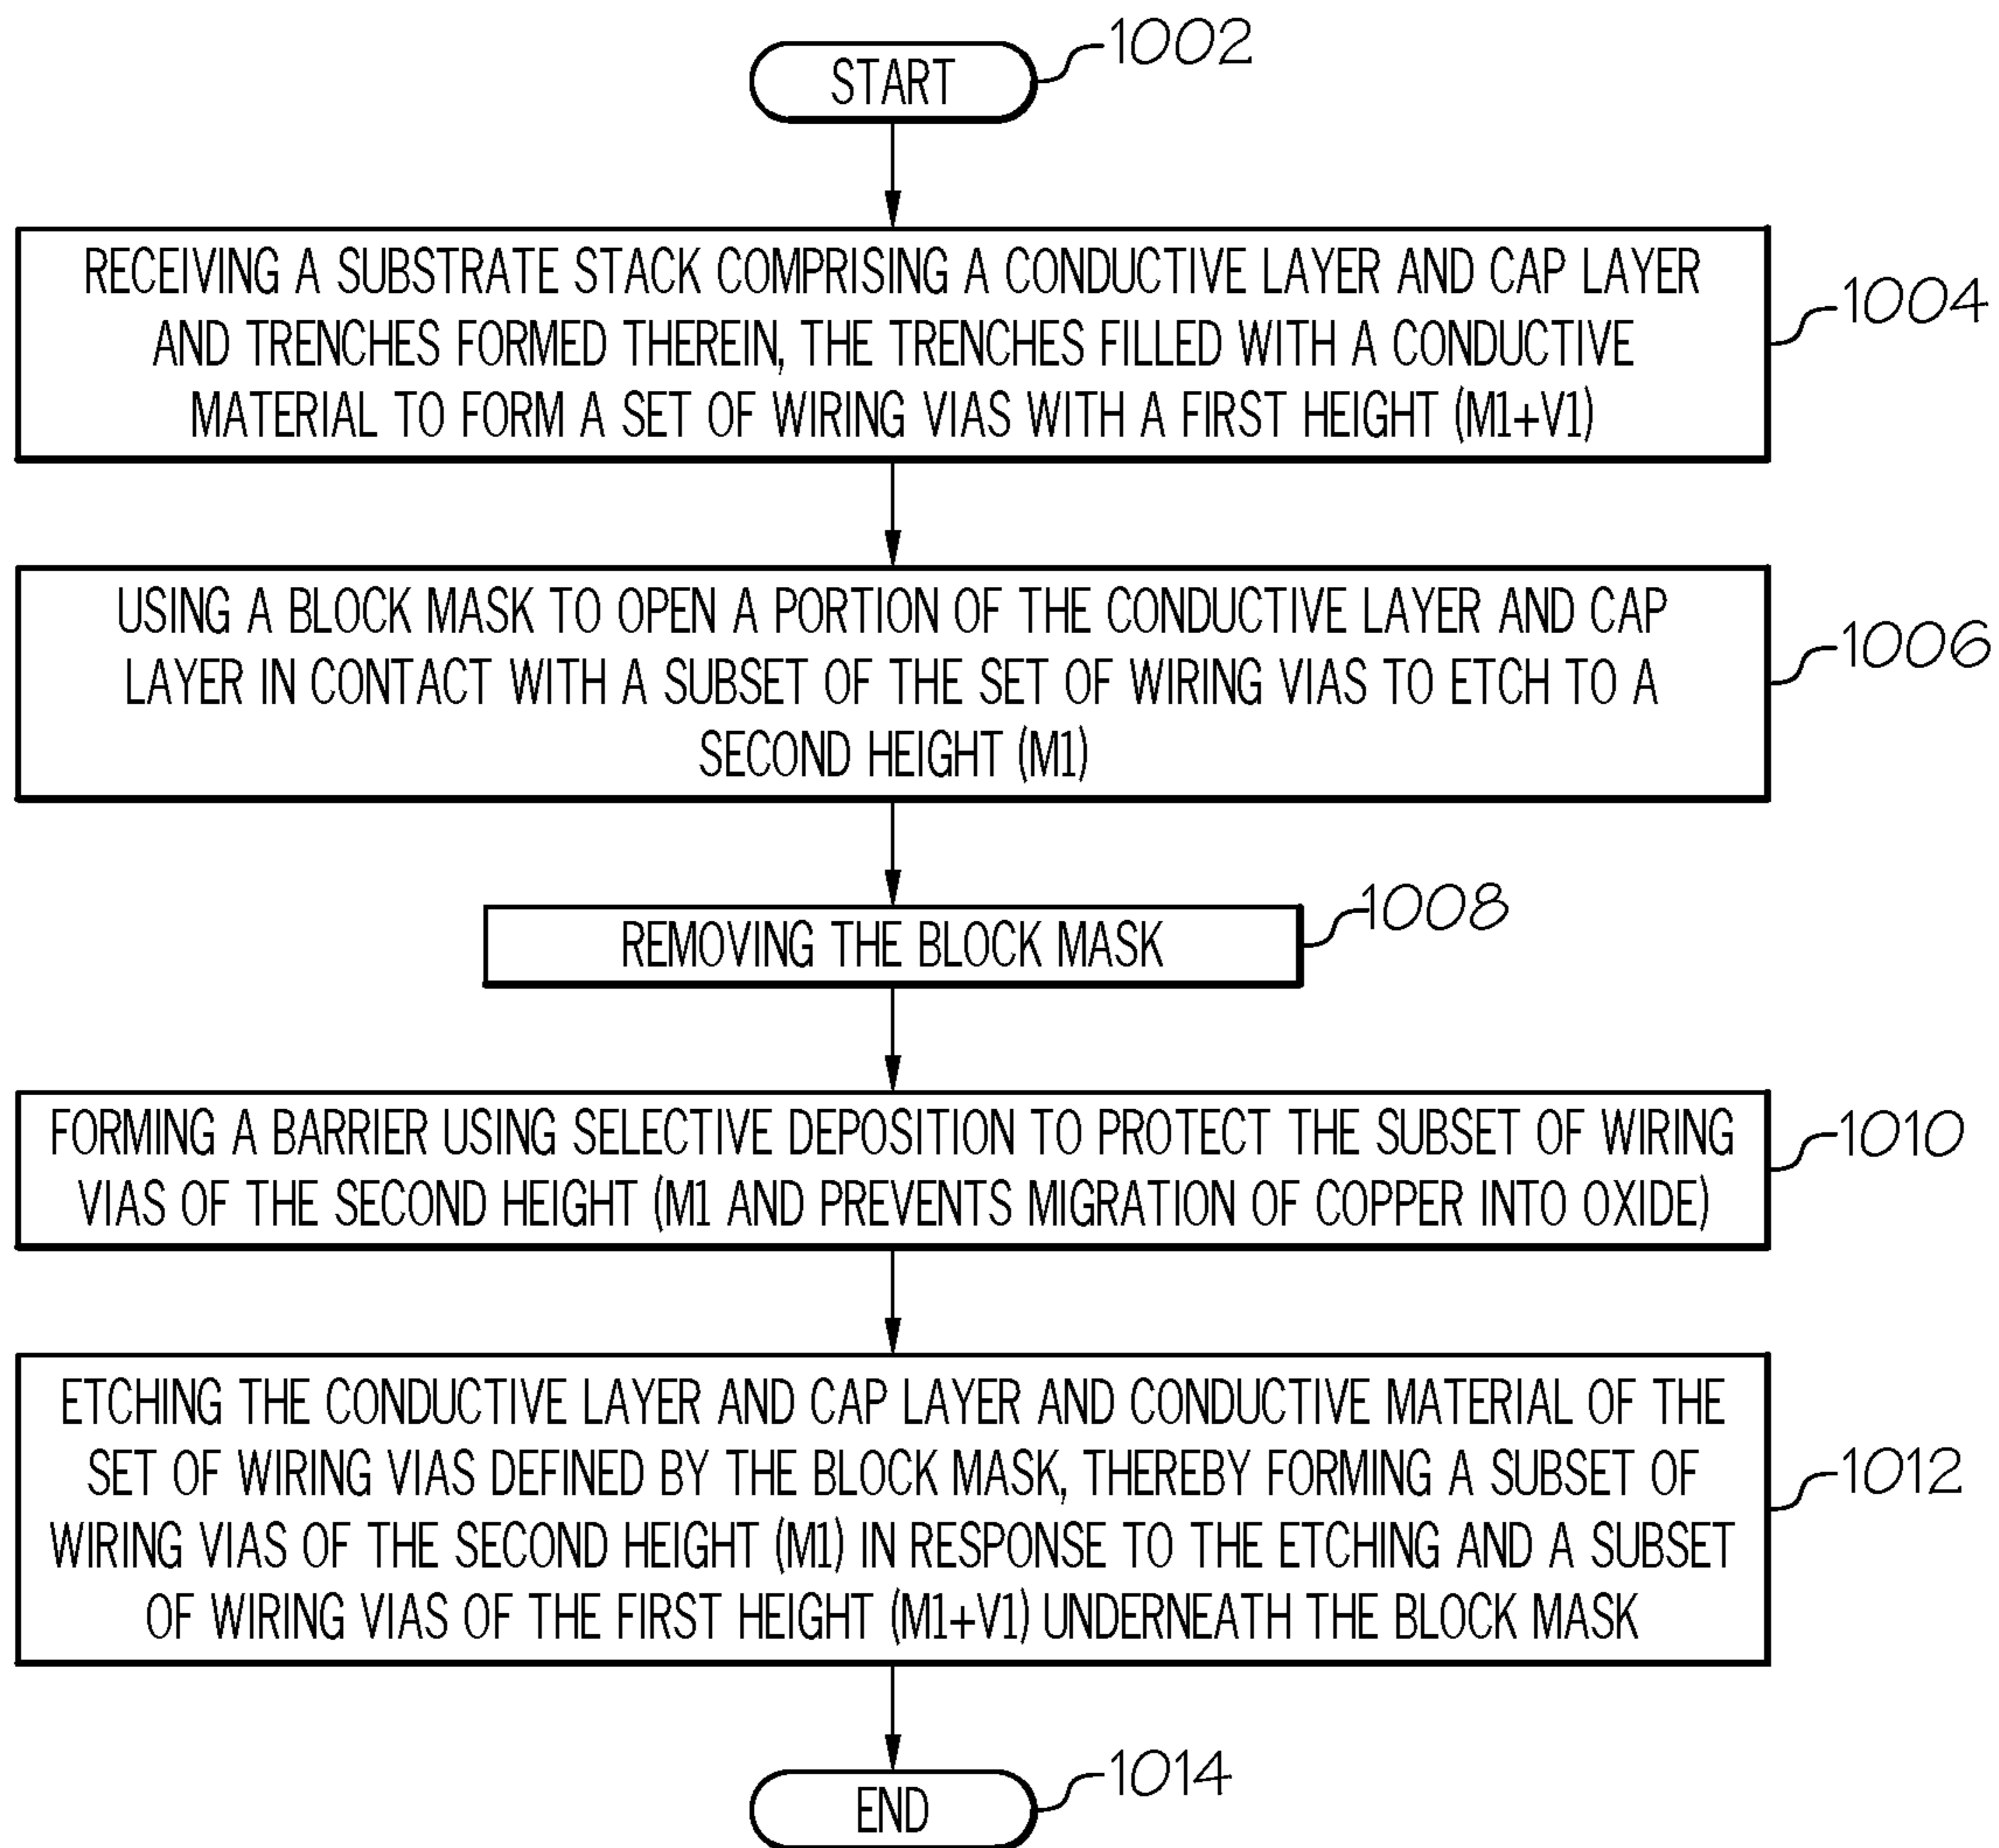 START
1002
RECEIVING A SUBSTRATE STACK COMPRISING A CONDUCTIVE LAYER AND CAP LAYER
AND TRENCHES FORMED THEREIN, THE TRENCHES FILLED WITH A CONDUCTIVE
MATERIAL TO FORM A SET OF WIRING VIAS WITH A FIRST HEIGHT (M1+V1)
1004
USING A BLOCK MASK TO OPEN A PORTION OF THE CONDUCTIVE LAYER AND CAP
LAYER IN CONTACT WITH A SUBSET OF THE SET OF WIRING VIAS TO ETCH TO A
SECOND HEIGHT (M1)
1006
REMOVING THE BLOCK MASK
1008
FORMING A BARRIER USING SELECTIVE DEPOSITION TO PROTECT THE SUBSET OF WIRING
VIAS OF THE SECOND HEIGHT (M1 AND PREVENTS MIGRATION OF COPPER INTO OXIDE)
1010
ETCHING THE CONDUCTIVE LAYER AND CAP LAYER AND CONDUCTIVE MATERIAL OF THE
SET OF WIRING VIAS DEFINED BY THE BLOCK MASK, THEREBY FORMING A SUBSET OF
WIRING VIAS OF THE SECOND HEIGHT (M1) IN RESPONSE TO THE ETCHING AND A SUBSET
OF WIRING VIAS OF THE FIRST HEIGHT (M1+V1) UNDERNEATH THE BLOCK MASK
1012
END
1014